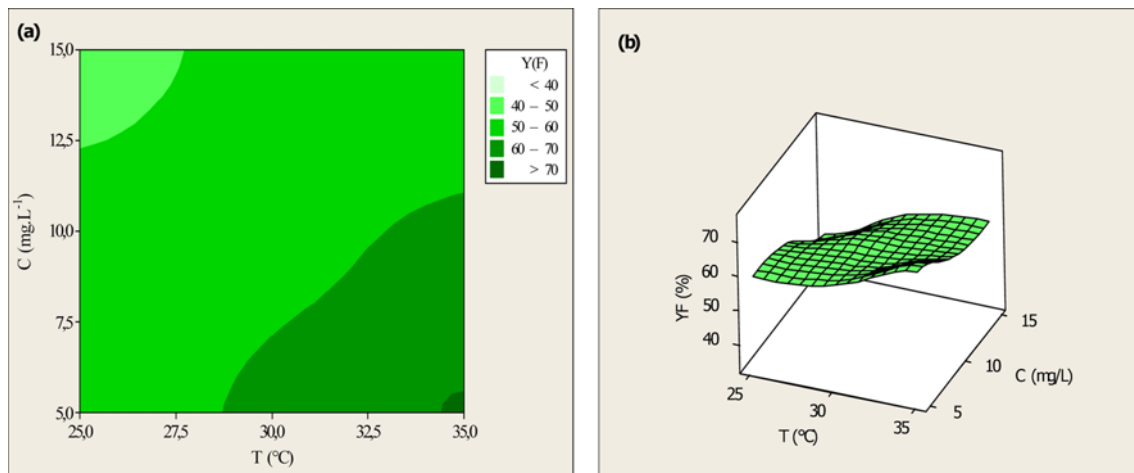 (a)
15,0
12,5
10,0
7,5
5,0
C (mg.L⁻¹)
25,0 27,5 30,0 32,5 35,0
T (°C)
Y(F)
< 40
40 – 50
50 – 60
60 – 70
> 70
(b)
70
60
50
40
YF (%)
25
30
35
T (°C)
15
10
5
C (mg/L)